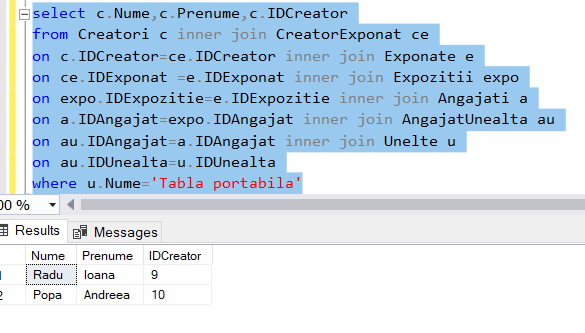 select c.Nume,c.Prenume,c.IDCreator
from Creatori c inner join CreatorExponat ce
on c.IDCreator=ce.IDCreator inner join Exponate e
on ce.IDExponat =e.IDExponat inner join Expozitii expo
on expo.IDExpozitie=e.IDExpozitie inner join Angajati a
on a.IDAngajat=expo.IDAngajat inner join AngajatUnealta au
on au.IDAngajat=a.IDAngajat inner join Unelte u
on au.IDUnealta=u.IDUnealta
where u.Nume='Tabla portabila'
00 %
Results Messages
Nume Prenume IDCreator
1 Radu Ioana 9
2 Popa Andreea 10